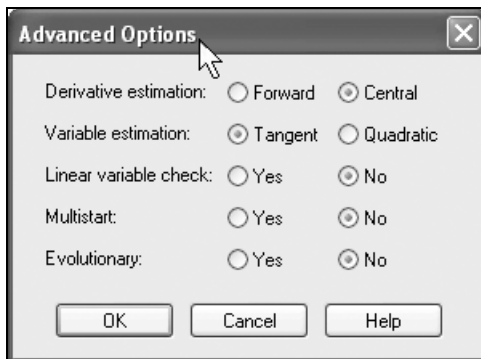 Advanced Options
Derivative estimation: Forward Central
Variable estimation: Tangent Quadratic
Linear variable check: Yes No
Multistart: Yes No
Evolutionary: Yes No
OK Cancel Help